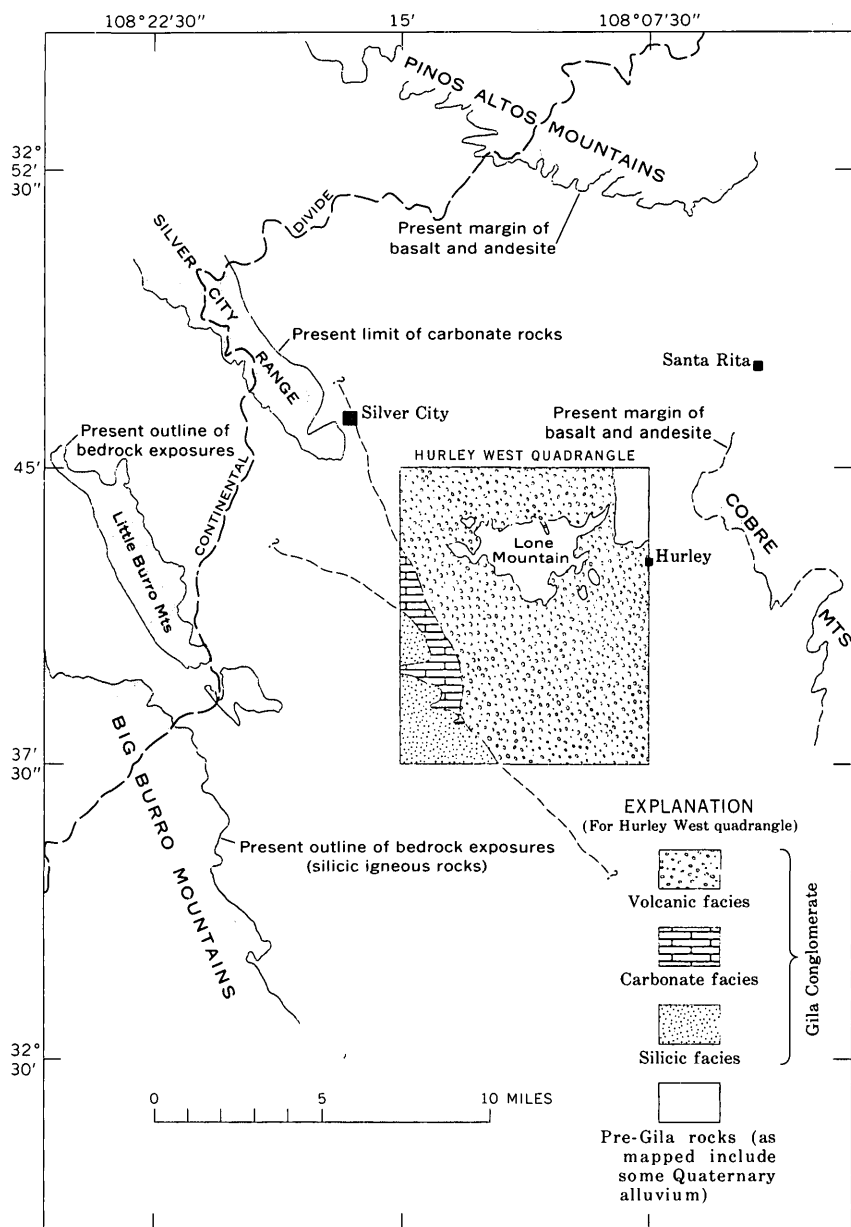 108°22'30"
15'
108°07'30"
PINOS ALTOS MOUNTAINS
32°
52'
30"
DIVIDE
Present margin of
basalt and andesite
SILVER CITY RANGE
Present limit of carbonate rocks
Santa Rita
?
Silver City
Present margin of
basalt and andesite
Present outline of
bedrock exposures
45'
HURLEY WEST QUADRANGLE
CONTINENTAL
COBRE MTS
Lone
Mountain
Hurley
?
Little Burro Mts
37'
30"
BIG BURRO MOUNTAINS
EXPLANATION
(For Hurley West quadrangle)
Present outline of bedrock exposures
(silicic igneous rocks)
?
Volcanic facies
Carbonate facies
Silicic facies
Gila Conglomerate
32°
30'
0 5 10 MILES
Pre-Gila rocks (as
mapped include
some Quaternary
alluvium)